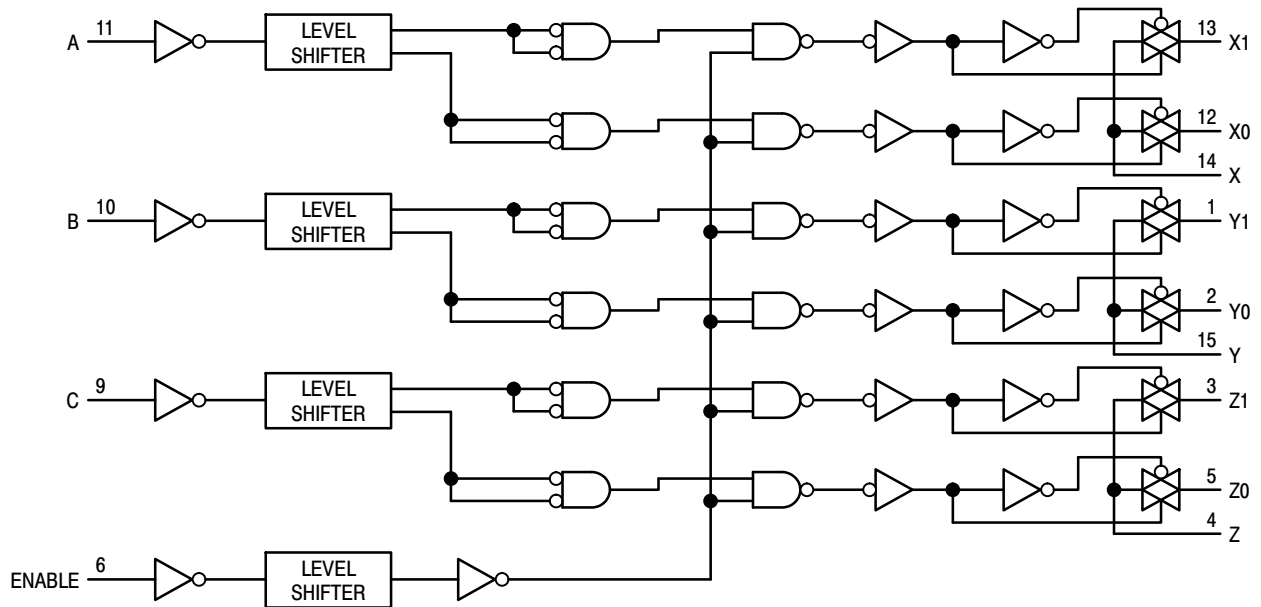 A 11 LEVEL SHIFTER 13 X1
12 X0
14 X
B 10 LEVEL SHIFTER 1 Y1
2 Y0
15 Y
C 9 LEVEL SHIFTER 3 Z1
5 Z0
4 Z
ENABLE 6 LEVEL SHIFTER